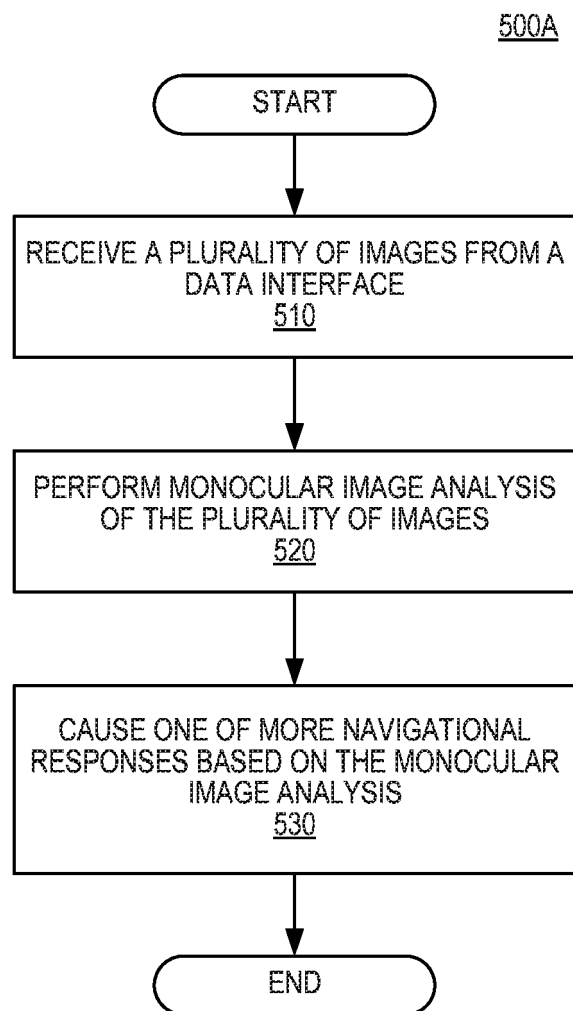 500A
START
RECEIVE A PLURALITY OF IMAGES FROM A
DATA INTERFACE
510
PERFORM MONOCULAR IMAGE ANALYSIS
OF THE PLURALITY OF IMAGES
520
CAUSE ONE OF MORE NAVIGATIONAL
RESPONSES BASED ON THE MONOCULAR
IMAGE ANALYSIS
530
END